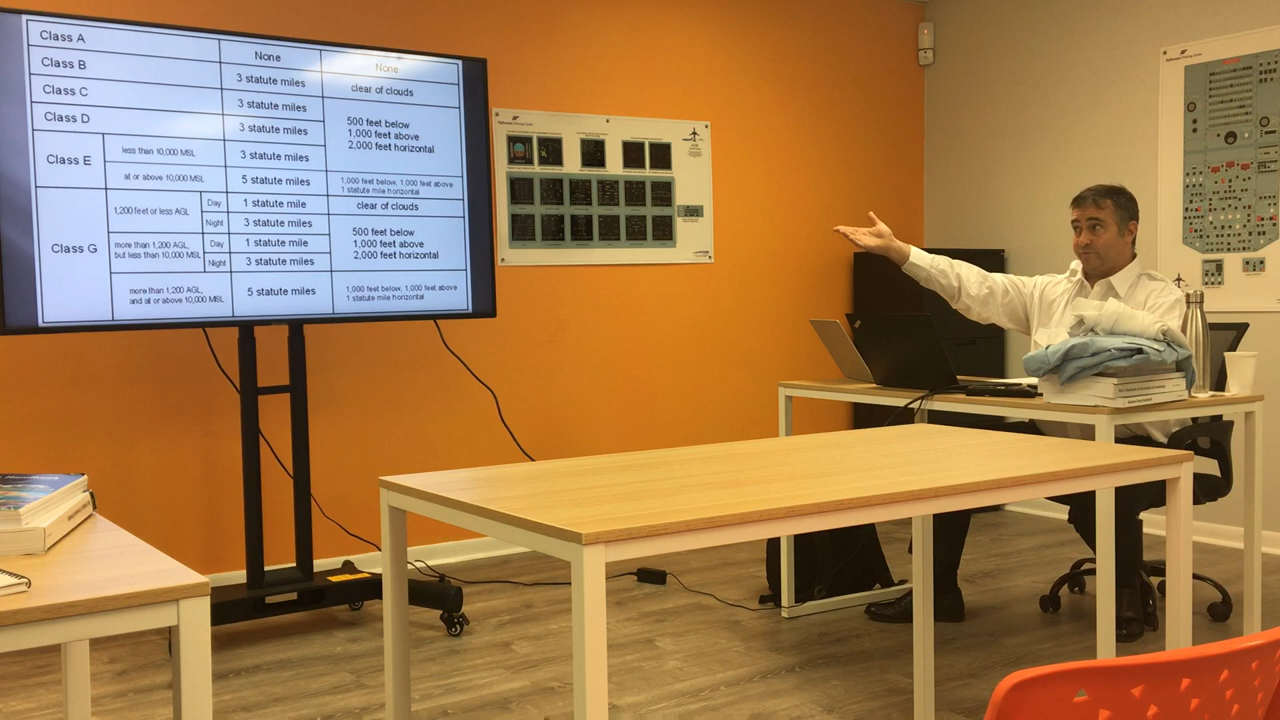 Class A
None
None
Class B
3 statute miles
clear of clouds
Class C
3 statute miles
500 feet below
1,000 feet above
2,000 feet horizontal
Class D
3 statute miles
Class E
less than 10,000 MSL
3 statute miles
at or above 10,000 MSL
5 statute miles
1,000 feet below, 1,000 feet above
1 statute mile horizontal
Class G
1,200 feet or less AGL
Day
1 statute mile
clear of clouds
Night
3 statute miles
500 feet below
1,000 feet above
2,000 feet horizontal
more than 1,200 AGL,
but less than 10,000 MSL
Day
1 statute mile
Night
3 statute miles
more than 1,200 AGL,
and at or above 10,000 MSL
5 statute miles
1,000 feet below, 1,000 feet above
1 statute mile horizontal
Handbook